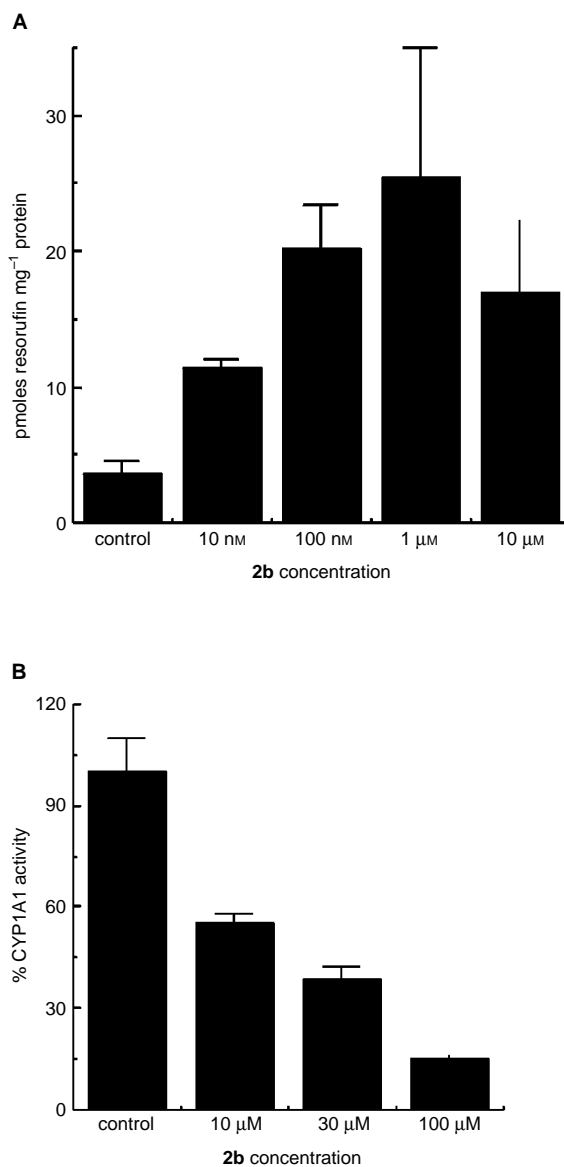 A
pmoles resorufin mg⁻¹ protein
30
20
10
0
control 10 nM 100 nM 1 µM 10 µM
2b concentration
B
% CYP1A1 activity
120
90
60
30
0
control 10 µM 30 µM 100 µM
2b concentration